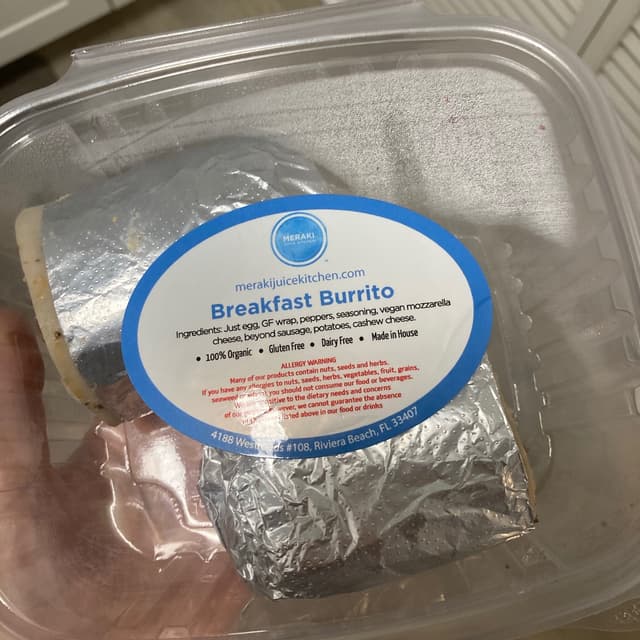 MERAKI
merakijuicekitchen.com
Breakfast Burrito
Ingredients: Just egg, GF wrap, peppers, seasoning, vegan mozzarella
cheese, beyond sausage, potatoes, cashew cheese.
• 100% Organic • Gluten Free • Dairy Free • Made in House
ALLERGY WARNING
Many of our products contain nuts, seeds and herbs.
If you have any allergies to nuts, seeds, herbs, vegetables, fruit, grains,
seaweed or you should not consume our food or beverages.
sensitive to the dietary needs and concerns
of our however, we cannot guarantee the absence
listed above in our food or drinks
4188 #108, Riviera Beach, FL 33407